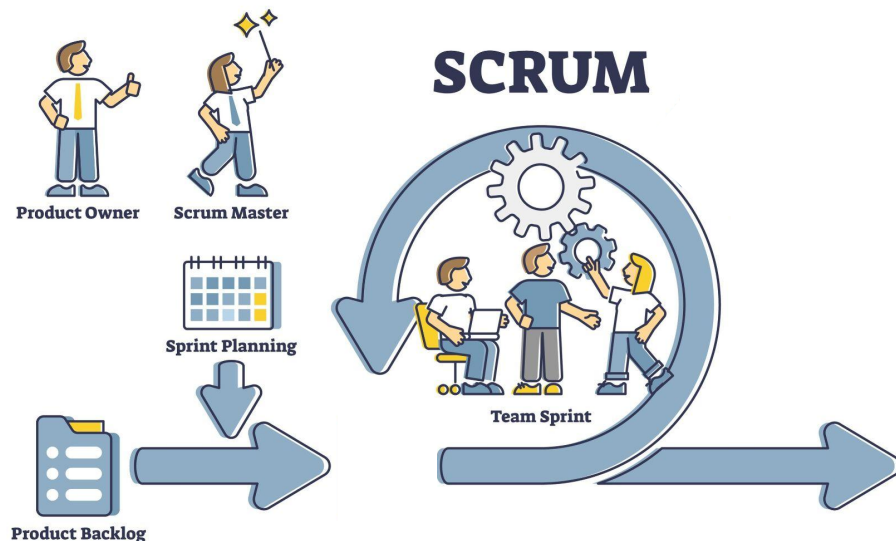 SCRUM
Product Owner
Scrum Master
Sprint Planning
Team Sprint
Product Backlog